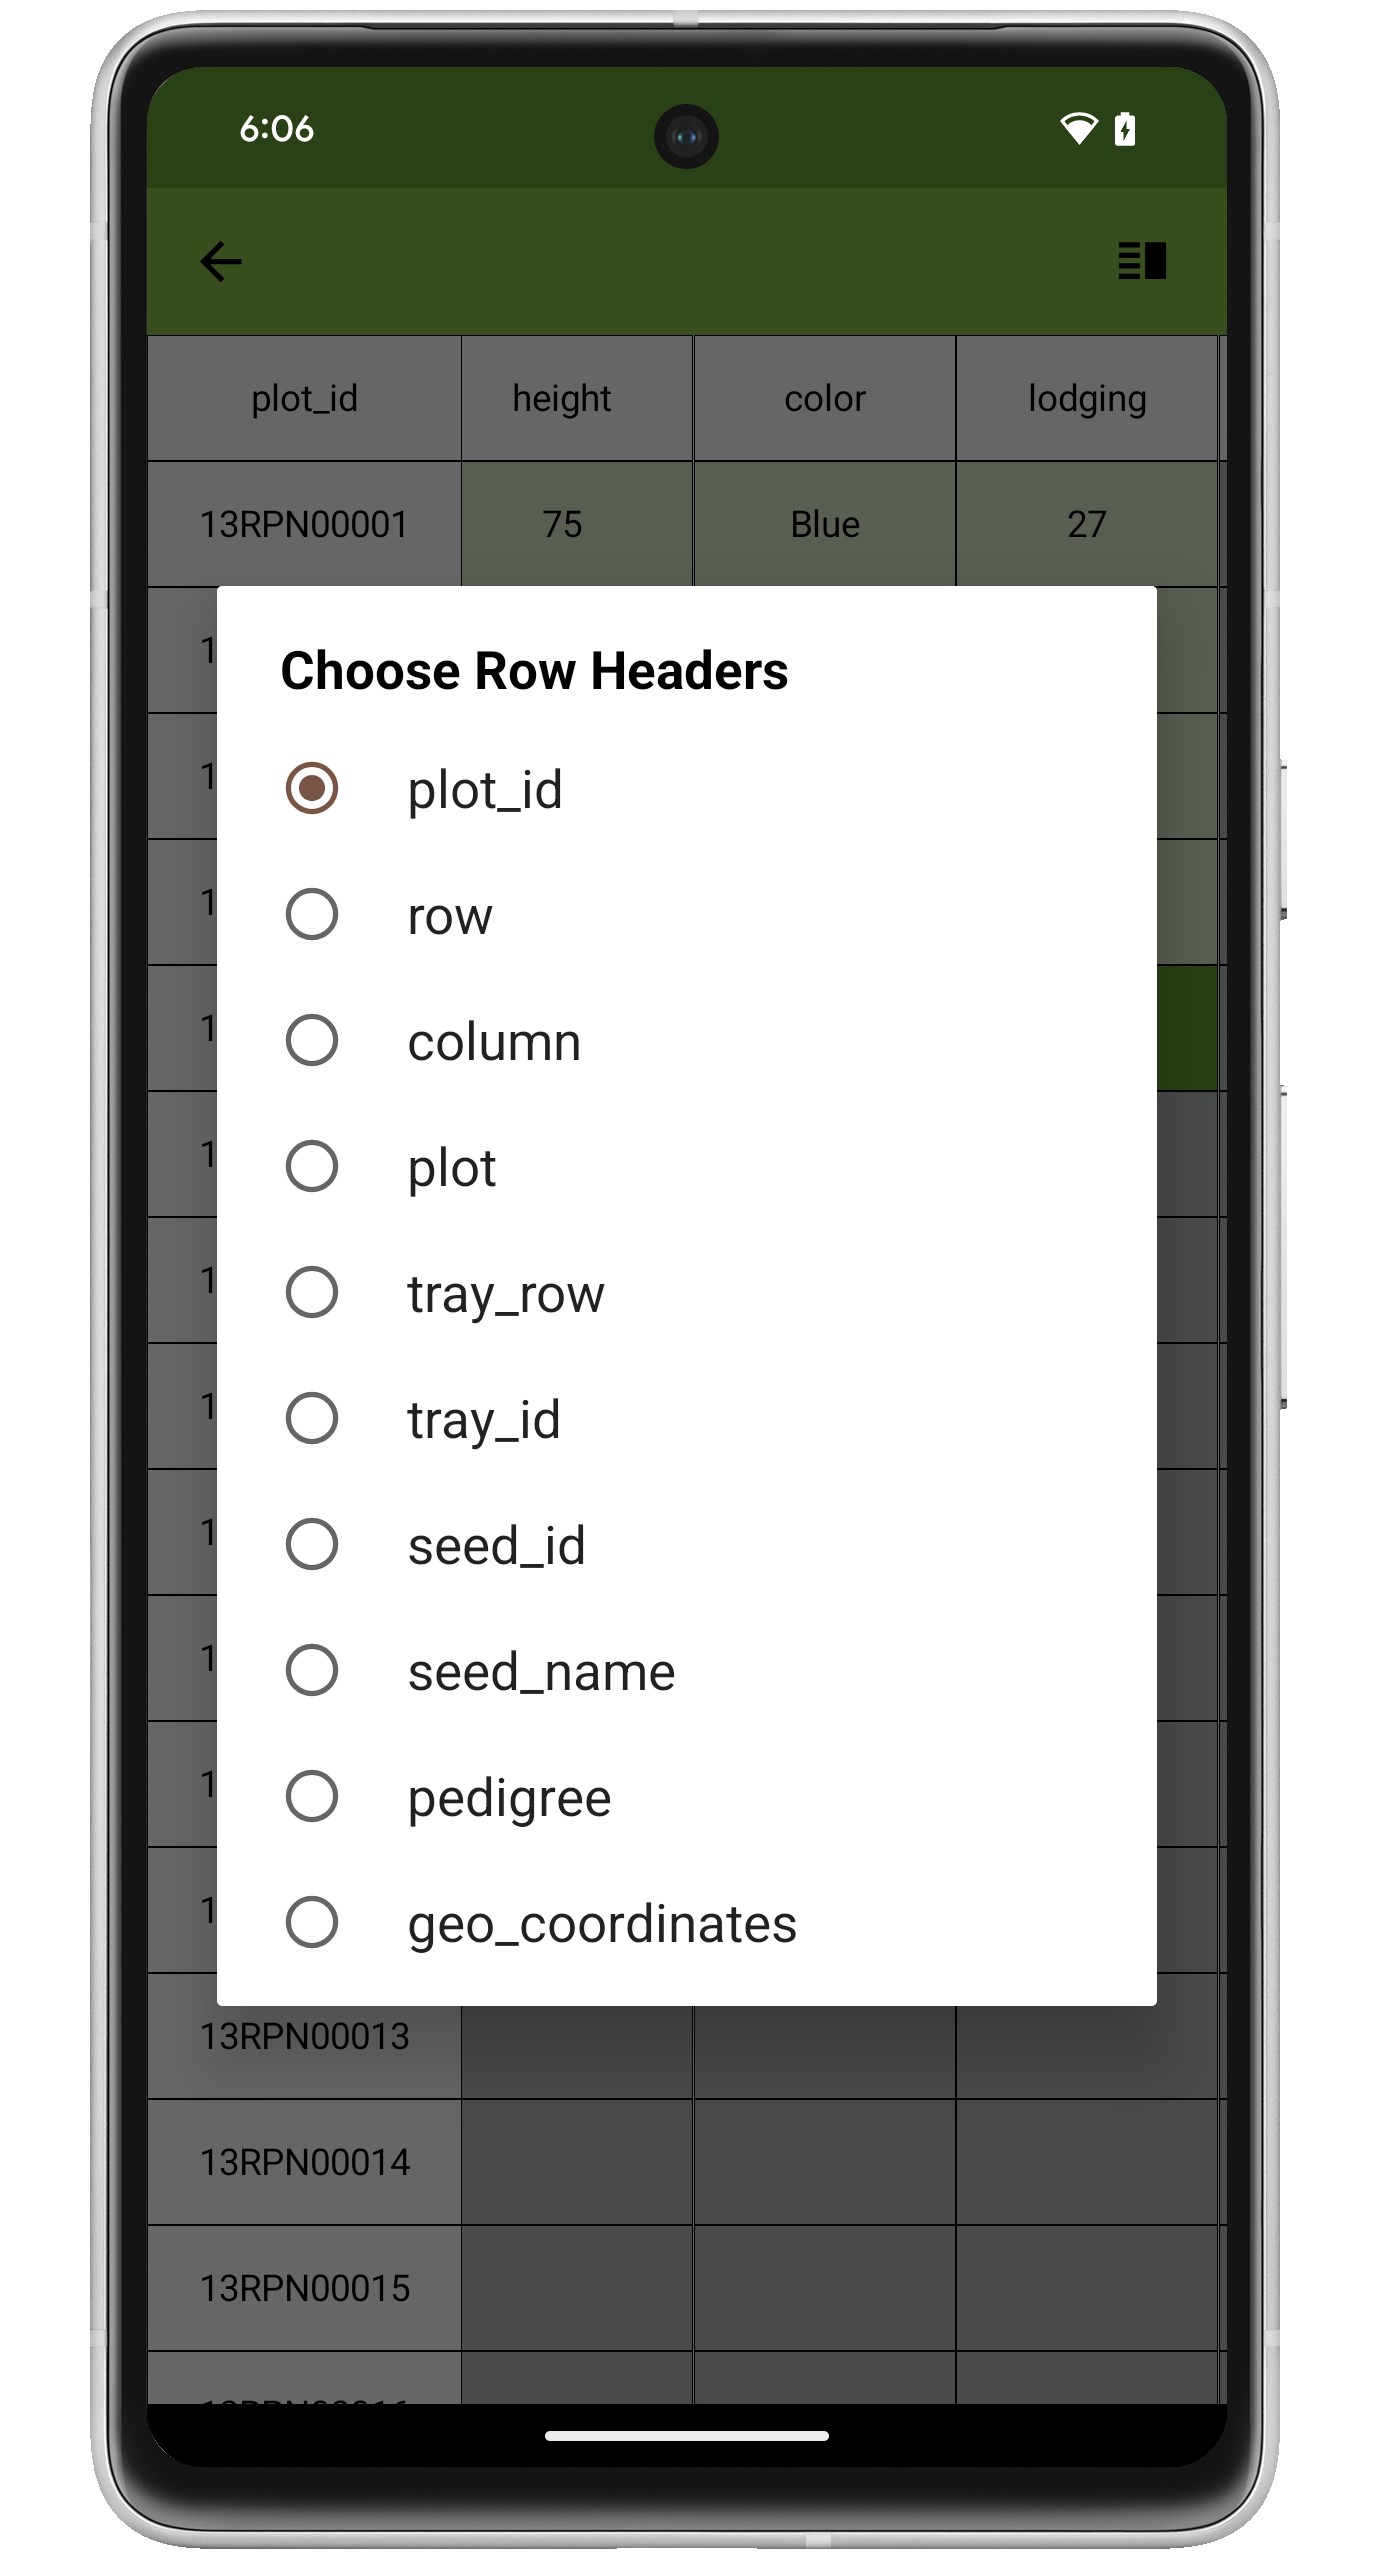 6:06
plot_id height color lodging
13RPN00001 75 Blue 27
Choose Row Headers
plot_id
row
column
plot
tray_row
tray_id
seed_id
seed_name
pedigree
geo_coordinates
13RPN00013
13RPN00014
13RPN00015